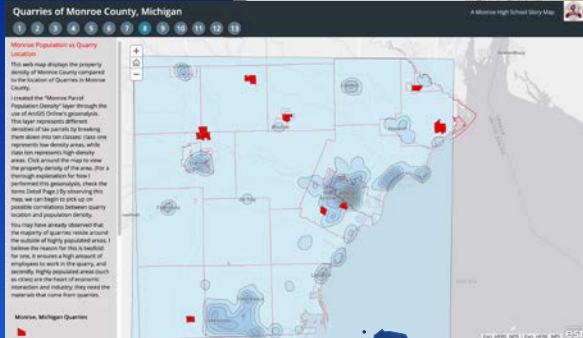 Quarries of Monroe County, Michigan
A Monroe High School Story Map
1 2 3 4 5 6 7 8 9 10 11 12 13
Monroe Population vs Quarry
Location
This web map displays the property
density of Monroe County compared
to the location of Quarries in Monroe
County.
I created the "Monroe Parcel
Population Density" layer through the
use of ArcGIS Online's geoanalysis.
This layer represents different
densities of tax parcels by breaking
them down into ten classes: class one
represents low density areas, while
class ten represents high-density
areas. Click around the map to view
the property density of the area. (For a
thorough explanation for how I
performed this geoanalysis, check the
Items Detail Page.) By observing this
map, we can begin to pick up on
possible correlations between quarry
location and population density.
You may have already observed that
the majority of quarries reside around
the outside of highly populated areas. I
believe the reason for this is twofold:
for one, it ensures a high amount of
employees to work in the quarry, and
secondly, highly populated areas (such
as cities) are the heart of economic
interaction and industry; they need the
materials that come from quarries.
Monroe, Michigan Quarries
+
−
esri